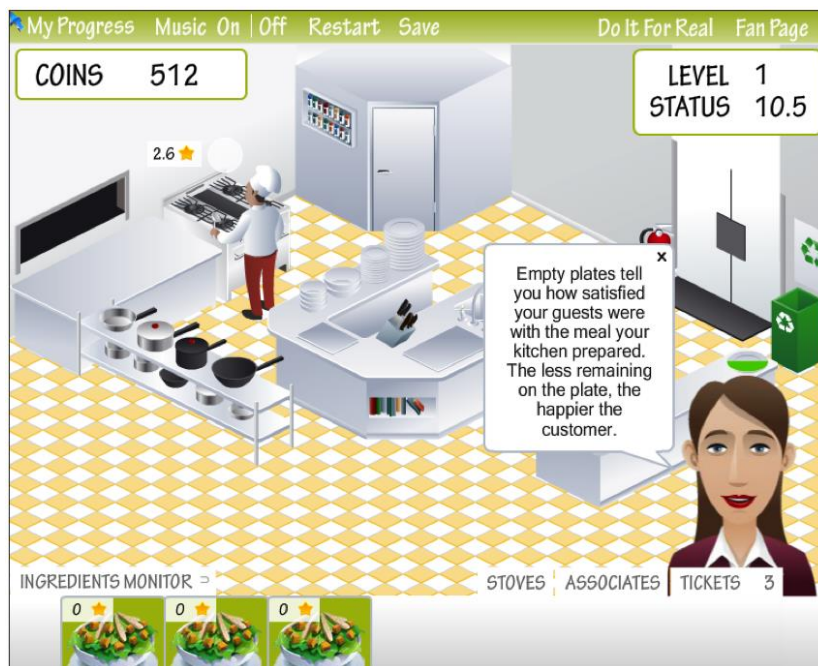 My Progress Music On | Off Restart Save Do It For Real Fan Page
COINS 512
LEVEL 1
STATUS 10.5
2.6
x
Empty plates tell
you how satisfied
your guests were
with the meal your
kitchen prepared.
The less remaining
on the plate, the
happier the
customer.
INGREDIENTS MONITOR
STOVES ASSOCIATES TICKETS 3
0 0 0